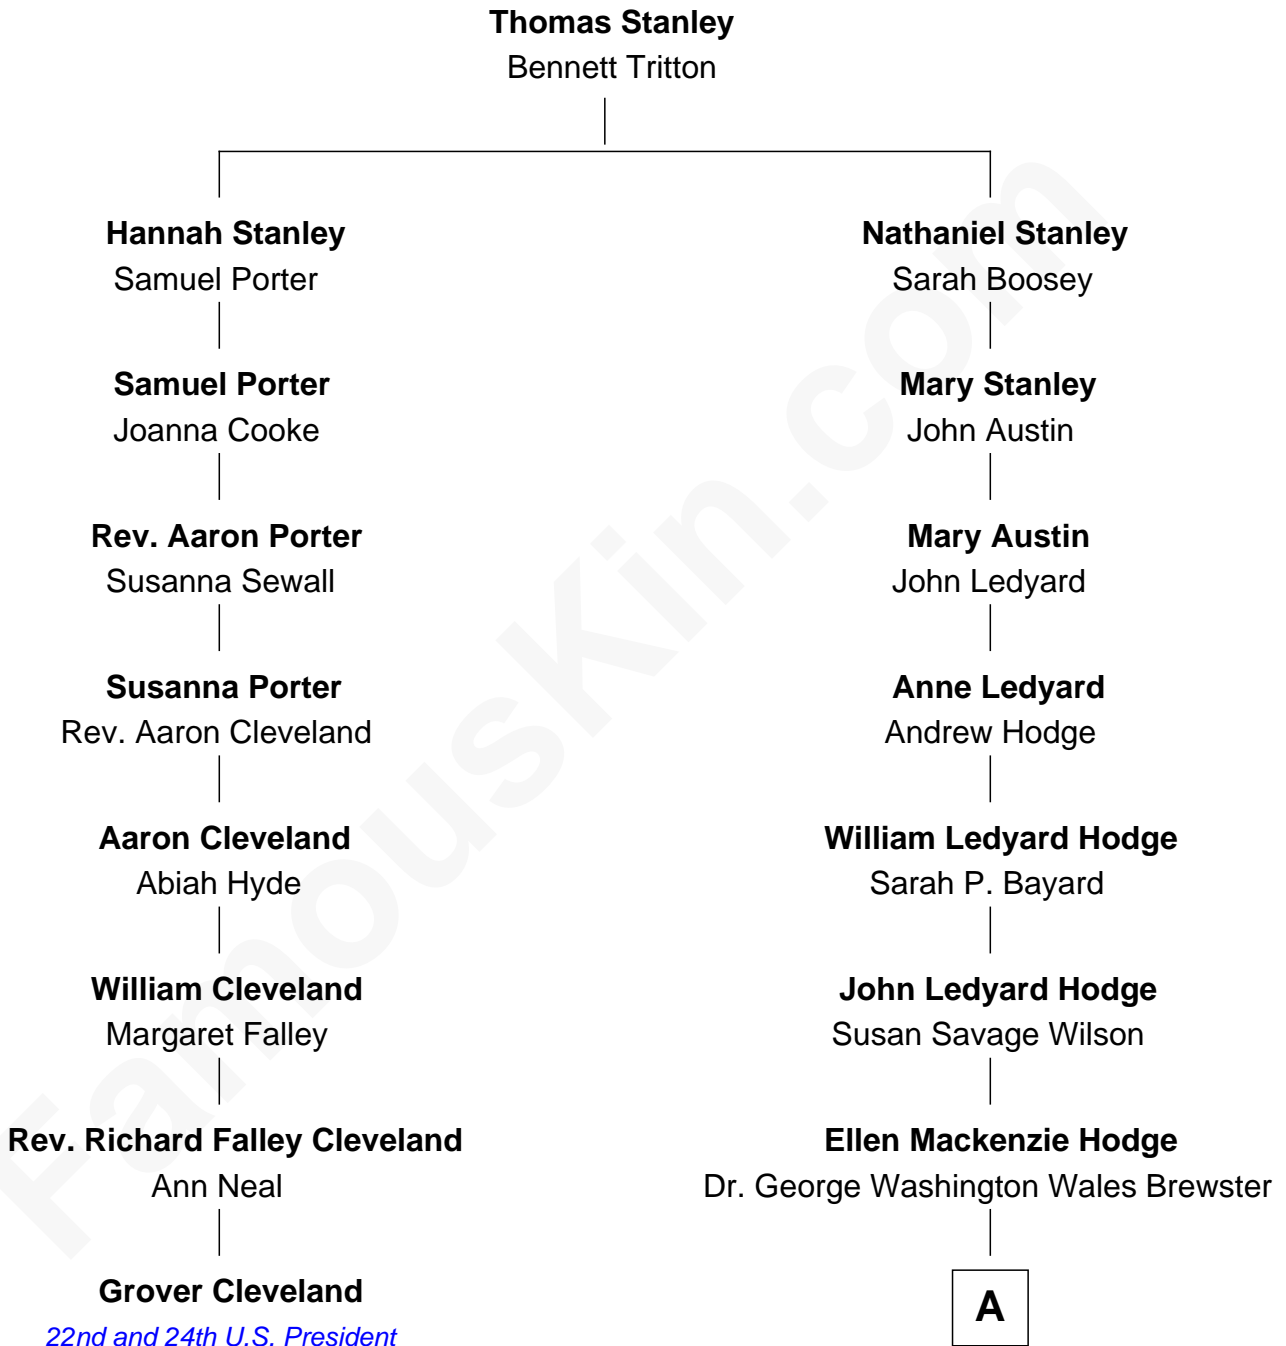 Thomas Stanley
Bennett Tritton
Hannah Stanley
Samuel Porter
Nathaniel Stanley
Sarah Boosey
Samuel Porter
Joanna Cooke
Mary Stanley
John Austin
Rev. Aaron Porter
Susanna Sewall
Mary Austin
John Ledyard
Susanna Porter
Rev. Aaron Cleveland
Anne Ledyard
Andrew Hodge
Aaron Cleveland
Abiah Hyde
William Ledyard Hodge
Sarah P. Bayard
William Cleveland
Margaret Falley
John Ledyard Hodge
Susan Savage Wilson
Rev. Richard Falley Cleveland
Ann Neal
Ellen Mackenzie Hodge
Dr. George Washington Wales Brewster
Grover Cleveland
22nd and 24th U.S. President
A
FamousKin.com